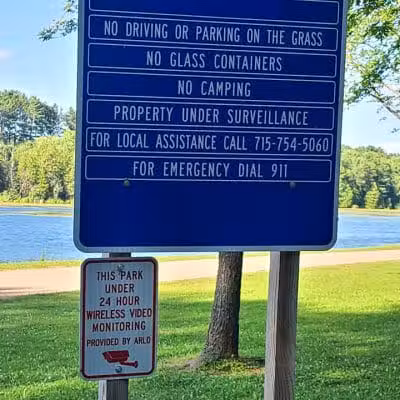 NO DRIVING OR PARKING ON THE GRASS
NO GLASS CONTAINERS
NO CAMPING
PROPERTY UNDER SURVEILLANCE
FOR LOCAL ASSISTANCE CALL 715-754-5060
FOR EMERGENCY DIAL 911
THIS PARK
UNDER
24 HOUR
WIRELESS VIDEO
MONITORING
PROVIDED BY ARLO